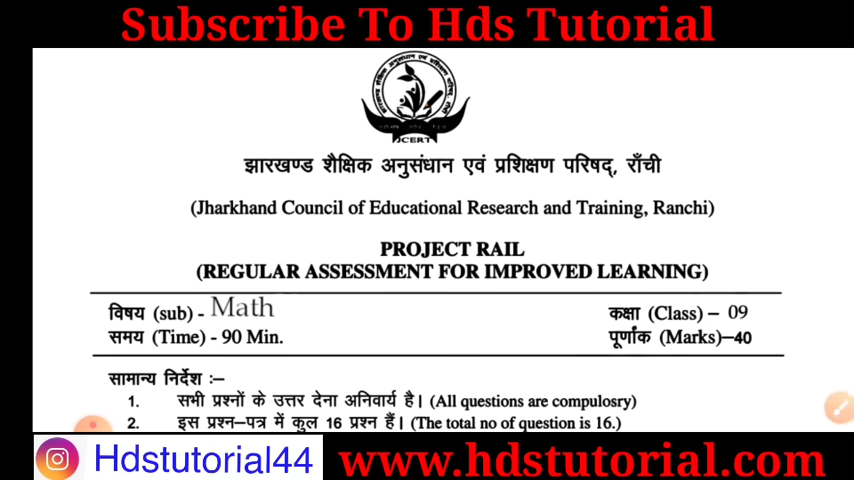 Subscribe To Hds Tutorial
JCERT
झारखण्ड शैक्षिक अनुसंधान एवं प्रशिक्षण परिषद्, राँची
(Jharkhand Council of Educational Research and Training, Ranchi)
PROJECT RAIL
(REGULAR ASSESSMENT FOR IMPROVED LEARNING)
विषय (sub) - Math कक्षा (Class) – 09
समय (Time) - 90 Min. पूर्णांक (Marks)–40
सामान्य निर्देश :–
1. सभी प्रश्नों के उत्तर देना अनिवार्य है। (All questions are compulosry)
2. इस प्रश्न–पत्र में कुल 16 प्रश्न हैं। (The total no of question is 16.)
Hdstutorial44 www.hdstutorial.com